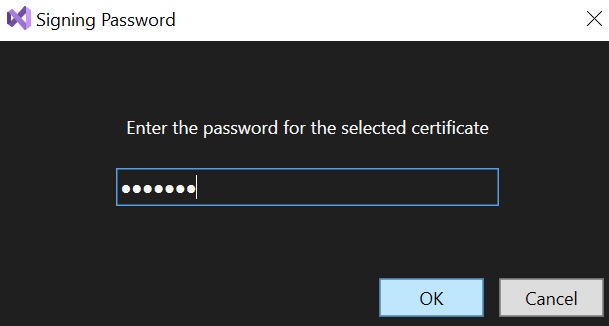 Signing Password
Enter the password for the selected certificate
●●●●●●●
OK
Cancel